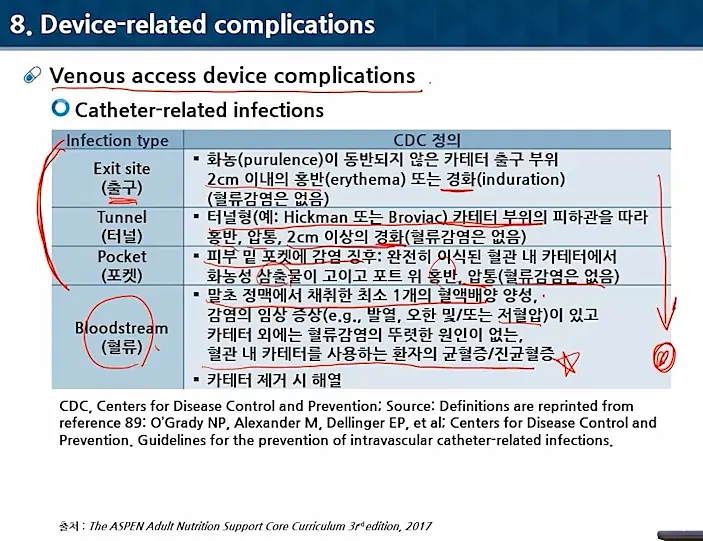 8. Device-related complications
Venous access device complications
Catheter-related infections
Infection type
CDC 정의
Exit site
(출구)
▪ 화농(purulence)이 동반되지 않은 카테터 출구 부위
2cm 이내의 홍반(erythema) 또는 경화(induration)
(혈류감염은 없음)
Tunnel
(터널)
▪ 터널형(예: Hickman 또는 Broviac) 카테터 부위의 피하관을 따라
홍반, 압통, 2cm 이상의 경화(혈류감염은 없음)
Pocket
(포켓)
▪ 피부 밑 포켓에 감염 징후: 완전히 이식된 혈관 내 카테터에서
화농성 삼출물이 고이고 포트 위 홍반, 압통(혈류감염은 없음)
Bloodstream
(혈류)
▪ 말초 정맥에서 채취한 최소 1개의 혈액배양 양성,
감염의 임상 증상(e.g., 발열, 오한 및/또는 저혈압)이 있고
카테터 외에는 혈류감염의 뚜렷한 원인이 없는,
혈관 내 카테터를 사용하는 환자의 균혈증/진균혈증
▪ 카테터 제거 시 해열
CDC, Centers for Disease Control and Prevention; Source: Definitions are reprinted from
reference 89: O'Grady NP, Alexander M, Dellinger EP, et al; Centers for Disease Control and
Prevention. Guidelines for the prevention of intravascular catheter-related infections.
출처 : The ASPEN Adult Nutrition Support Core Curriculum 3rd edition, 2017